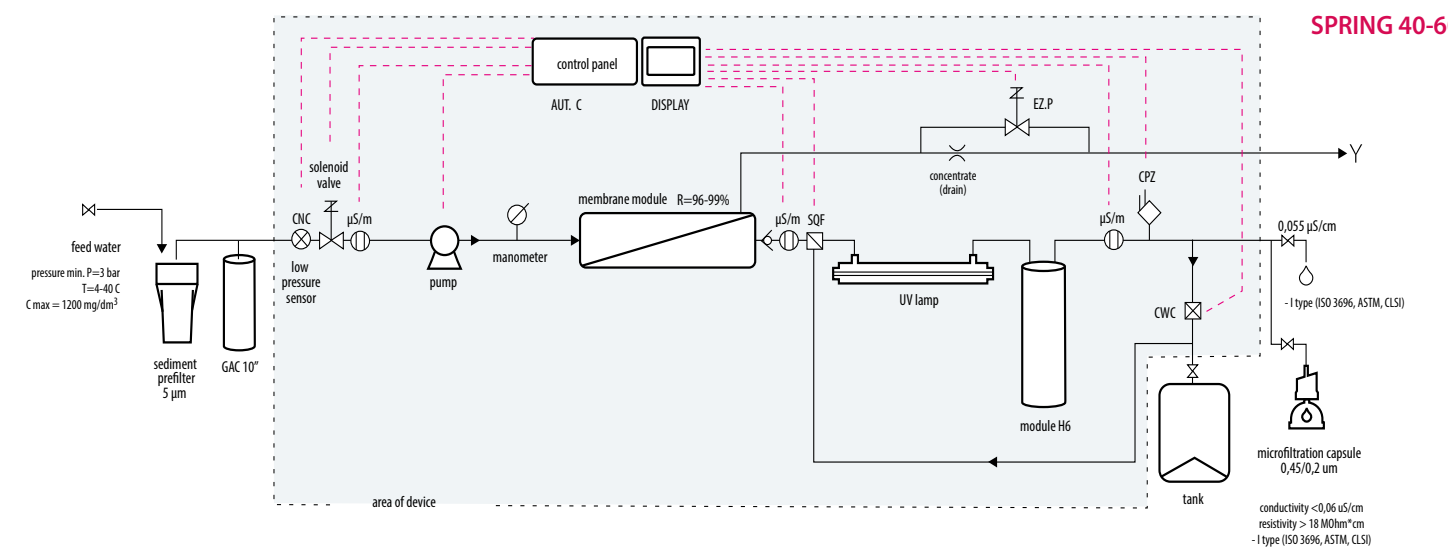 SPRING 40-6
control panel
AUT. C
DISPLAY
EZ.P
solenoid
valve
concentrate
(drain)
CPZ
membrane module R=96-99%
CNC
µS/m
µS/m
SQF
µS/m
0,055 µS/cm
feed water
low
pressure
sensor
pump
manometer
pressure min. P=3 bar
T=4-40 C
C max = 1200 mg/dm³
UV lamp
- I type (ISO 3696, ASTM, CLSI)
CWC
sediment
prefilter
5 µm
GAC 10"
module H6
microfiltration capsule
0,45/0,2 um
area of device
tank
conductivity <0,06 uS/cm
resistivity > 18 MOhm*cm
- I type (ISO 3696, ASTM, CLSI)